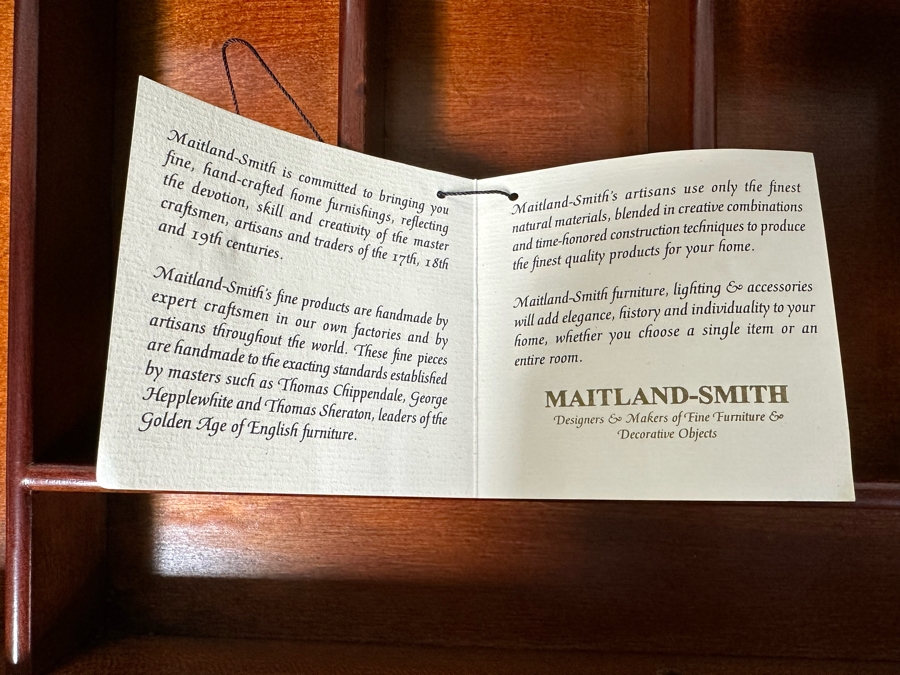 Maitland-Smith is committed to bringing you
fine, hand-crafted home furnishings, reflecting
the devotion, skill and creativity of the master
craftsmen, artisans and traders of the 17th, 18th
and 19th centuries.
Maitland-Smith's fine products are handmade by
expert craftsmen in our own factories and by
artisans throughout the world. These fine pieces
are handmade to the exacting standards established
by masters such as Thomas Chippendale, George
Hepplewhite and Thomas Sheraton, leaders of the
Golden Age of English furniture.
Maitland-Smith's artisans use only the finest
natural materials, blended in creative combinations
and time-honored construction techniques to produce
the finest quality products for your home.
Maitland-Smith furniture, lighting & accessories
will add elegance, history and individuality to your
home, whether you choose a single item or an
entire room.
MAITLAND-SMITH
Designers & Makers of Fine Furniture &
Decorative Objects